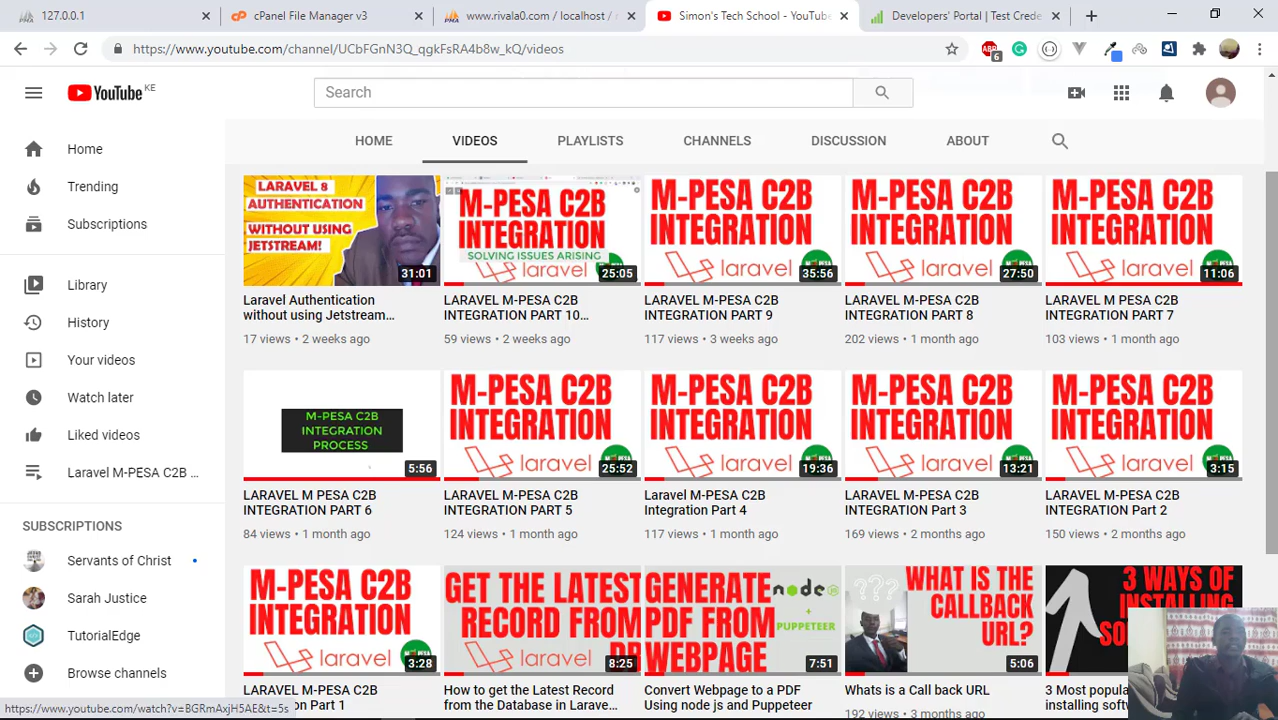 127.0.0.1
cPanel File Manager v3
www.rivala0.com / localhost /
Simon's Tech School - YouTube
Developers' Portal | Test Crede
https://www.youtube.com/channel/UCbFGnN3Q_qgkFsRA4b8w_kQ/videos
6
YouTube KE
Search
HOME
VIDEOS
PLAYLISTS
CHANNELS
DISCUSSION
ABOUT
Home
Trending
Subscriptions
Library
History
Your videos
Watch later
Liked videos
Laravel M-PESA C2B ...
SUBSCRIPTIONS
Servants of Christ
Sarah Justice
TutorialEdge
Browse channels
LARAVEL 8
AUTHENTICATION
WITHOUT USING
JETSTREAM!
31:01
Laravel Authentication
without using Jetstream...
17 views • 2 weeks ago
M-PESA C2B
INTEGRATION
SOLVING ISSUES ARISING
laravel
25:05
LARAVEL M-PESA C2B
INTEGRATION PART 10...
59 views • 2 weeks ago
M-PESA C2B
INTEGRATION
laravel
35:56
LARAVEL M-PESA C2B
INTEGRATION PART 9
117 views • 3 weeks ago
M-PESA C2B
INTEGRATION
laravel
27:50
LARAVEL M-PESA C2B
INTEGRATION PART 8
202 views • 1 month ago
M-PESA C2B
INTEGRATION
laravel
11:06
LARAVEL M PESA C2B
INTEGRATION PART 7
103 views • 1 month ago
M-PESA C2B
INTEGRATION
PROCESS
5:56
LARAVEL M PESA C2B
INTEGRATION PART 6
84 views • 1 month ago
M-PESA C2B
INTEGRATION
laravel
25:52
LARAVEL M-PESA C2B
INTEGRATION PART 5
124 views • 1 month ago
M-PESA C2B
INTEGRATION
laravel
19:36
Laravel M-PESA C2B
Integration Part 4
117 views • 1 month ago
M-PESA C2B
INTEGRATION
laravel
13:21
LARAVEL M-PESA C2B
INTEGRATION Part 3
169 views • 2 months ago
M-PESA C2B
INTEGRATION
laravel
3:15
LARAVEL M-PESA C2B
INTEGRATION Part 2
150 views • 2 months ago
M-PESA C2B
INTEGRATION
laravel
3:28
LARAVEL M-PESA C2B
Part 1
GET THE LATEST
RECORD FROM
DB
8:25
How to get the Latest Record
from the Database in Larave...
GENERATE
PDF FROM
WEBPAGE
node
+
PUPPETEER
7:51
Convert Webpage to a PDF
Using node js and Puppeteer
???
WHAT IS THE
CALLBACK
URL?
5:06
Whats is a Call back URL
192 views • 3 months
3 WAYS OF
INSTALLING
3 Most popula
installing softw
https://www.youtube.com/watch?v=BGRmAxjH5AE&t=5s